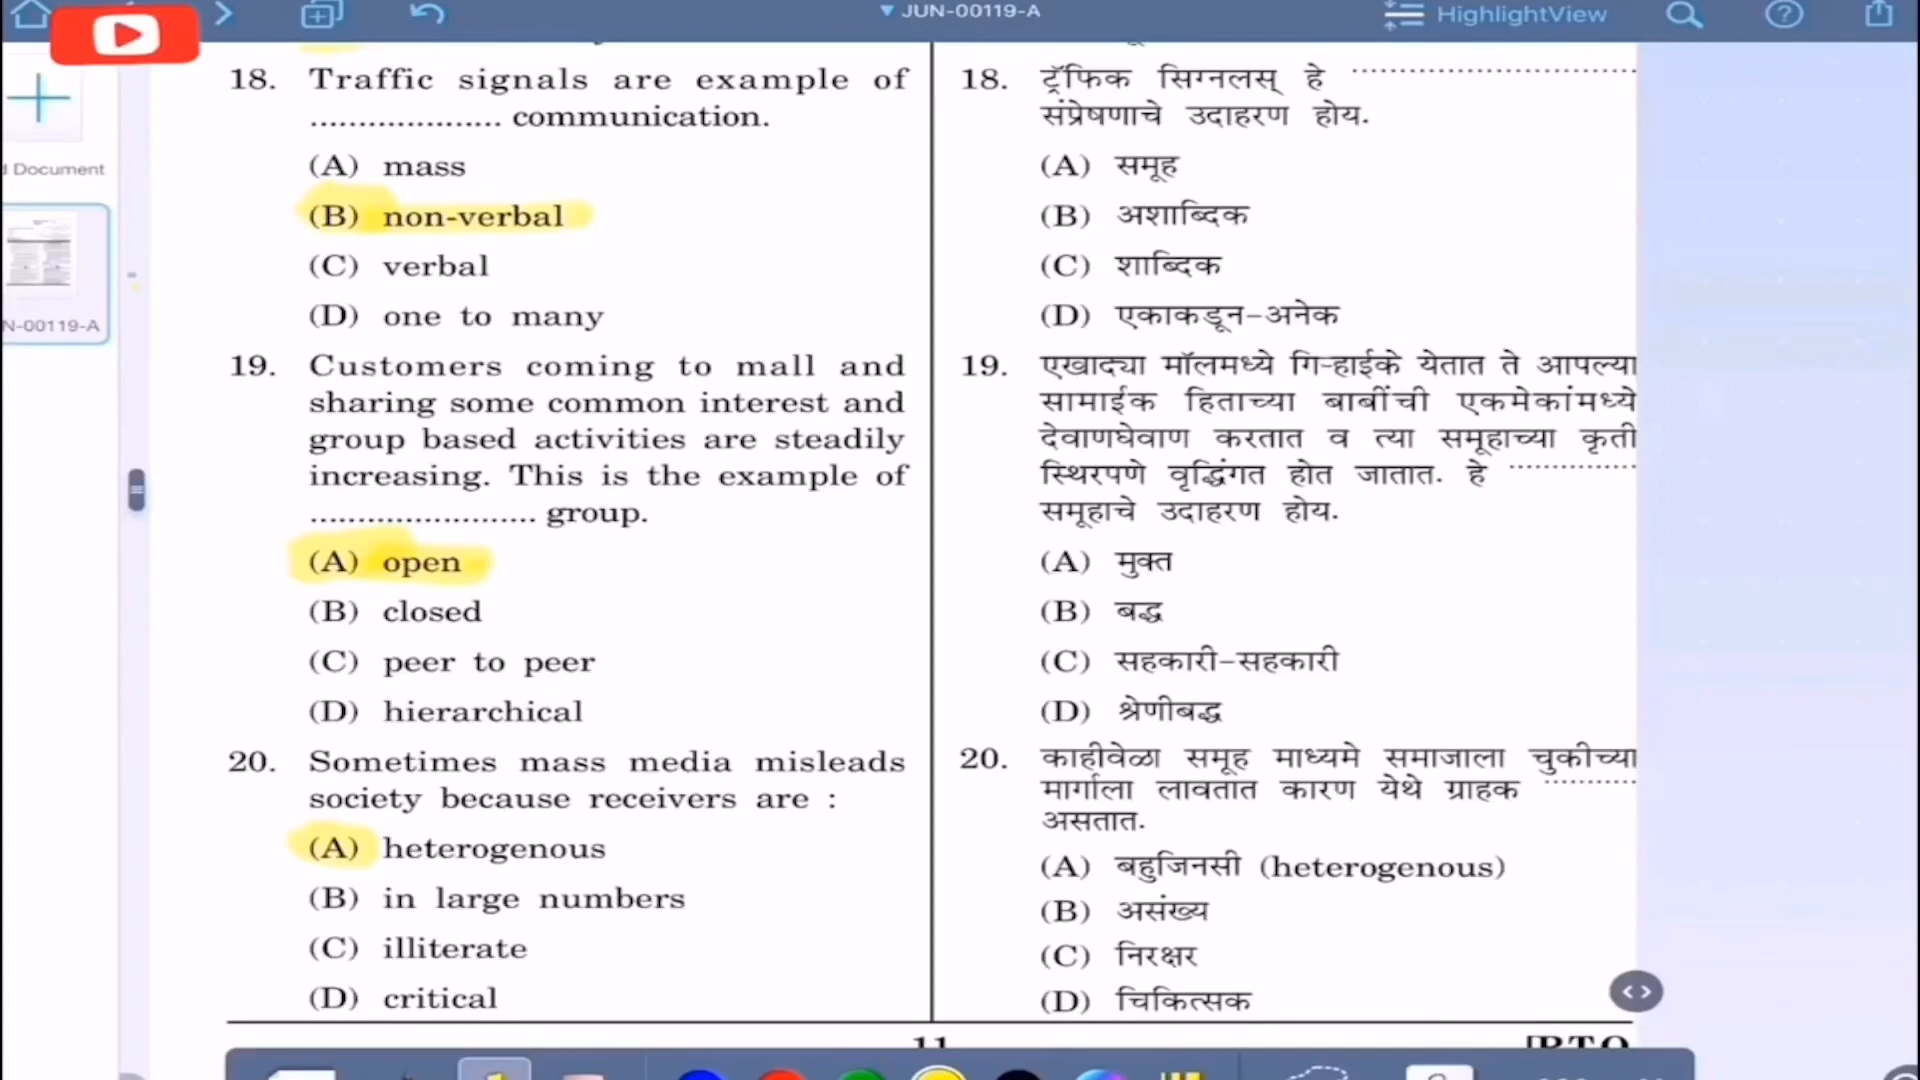 JUN-00119-A
HighlightView
Document
N-00119-A
18. Traffic signals are example of
..................... communication.
(A) mass
(B) non-verbal
(C) verbal
(D) one to many
19. Customers coming to mall and
sharing some common interest and
group based activities are steadily
increasing. This is the example of
........................ group.
(A) open
(B) closed
(C) peer to peer
(D) hierarchical
20. Sometimes mass media misleads
society because receivers are :
(A) heterogenous
(B) in large numbers
(C) illiterate
(D) critical
18. ट्रॅफिक सिग्नलस् हे ..............................
संप्रेषणाचे उदाहरण होय.
(A) समूह
(B) अशाब्दिक
(C) शाब्दिक
(D) एकाकडून-अनेक
19. एखाद्या मॉलमध्ये गिऱ्हाईके येतात ते आपल्या
सामाईक हिताच्या बाबींची एकमेकांमध्ये
देवाणघेवाण करतात व त्या समूहाच्या कृती
स्थिरपणे वृद्धिंगत होत जातात. हे ..............
समूहाचे उदाहरण होय.
(A) मुक्त
(B) बद्ध
(C) सहकारी-सहकारी
(D) श्रेणीबद्ध
20. काहीवेळा समूह माध्यमे समाजाला चुकीच्या
मार्गाला लावतात कारण येथे ग्राहक ..........
असतात.
(A) बहुजिनसी (heterogenous)
(B) असंख्य
(C) निरक्षर
(D) चिकित्सक
11
[P.T.O